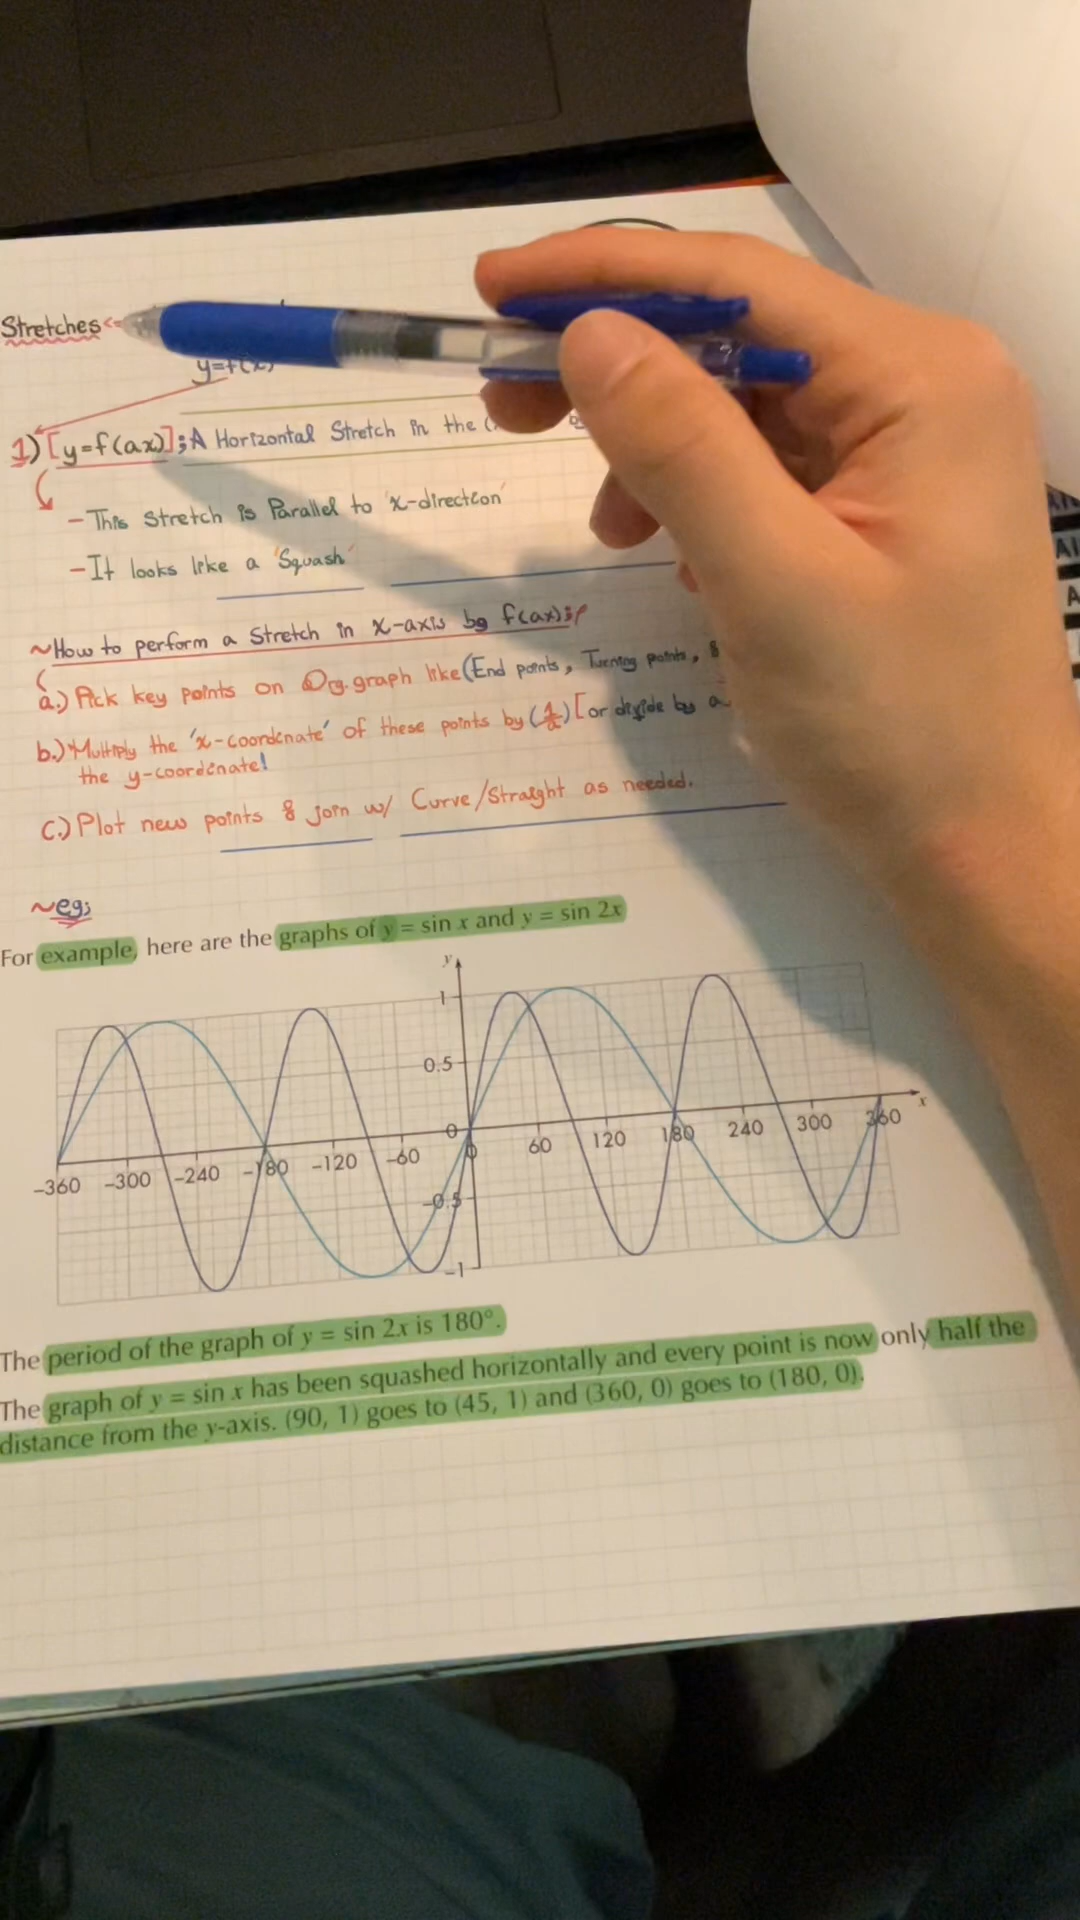 Stretches
y=f(x)
1) [y=f(ax)]; A Horizontal Stretch in the
- This Stretch is Parallel to 'x-direction'
- It looks like a 'Squash'
~How to perform a Stretch in x-axis by f(ax);
a.) Pick key points on Org. graph like (End points, Turning points, &
b.) Multiply the 'x-coordinate' of these points by (1/a) [or divide by a
the y-coordinate!
C.) Plot new points & join w/ Curve/Straight as needed.
~eg;
For example, here are the graphs of y = sin x and y = sin 2x
y
1
0.5
0
-0.5
-1
-360 -300 -240 -180 -120 -60 0 60 120 180 240 300 360 x
The period of the graph of y = sin 2x is 180°.
The graph of y = sin x has been squashed horizontally and every point is now only half the
distance from the y-axis. (90, 1) goes to (45, 1) and (360, 0) goes to (180, 0).